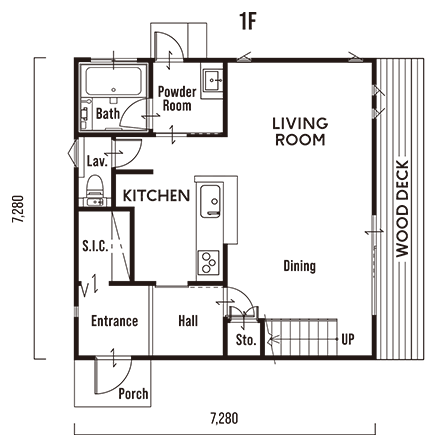 1F
Powder
Room
Bath
LIVING
ROOM
Lav.
KITCHEN
WOOD DECK
7,280
S.I.C.
Dining
Entrance
Hall
Sto.
UP
Porch
7,280